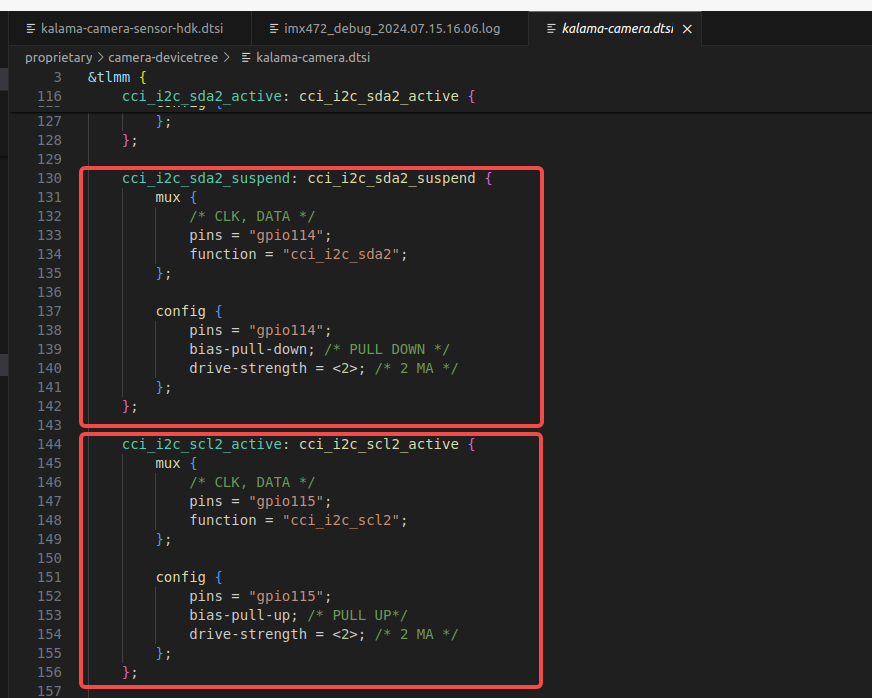 kalama-camera-sensor-hdk.dtsi
imx472_debug_2024.07.15.16.06.log
kalama-camera.dtsi
proprietary > camera-devicetree > kalama-camera.dtsi
3 &tlmm {
116 cci_i2c_sda2_active: cci_i2c_sda2_active {
127 };
128 };
129
130 cci_i2c_sda2_suspend: cci_i2c_sda2_suspend {
131 mux {
132 /* CLK, DATA */
133 pins = "gpio114";
134 function = "cci_i2c_sda2";
135 };
136
137 config {
138 pins = "gpio114";
139 bias-pull-down; /* PULL DOWN */
140 drive-strength = <2>; /* 2 MA */
141 };
142 };
143
144 cci_i2c_scl2_active: cci_i2c_scl2_active {
145 mux {
146 /* CLK, DATA */
147 pins = "gpio115";
148 function = "cci_i2c_scl2";
149 };
150
151 config {
152 pins = "gpio115";
153 bias-pull-up; /* PULL UP*/
154 drive-strength = <2>; /* 2 MA */
155 };
156 };
157